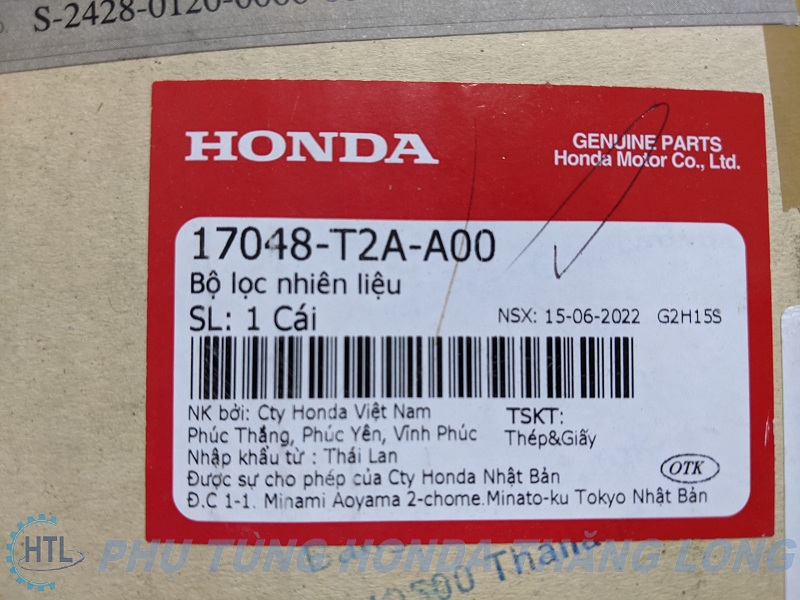 S-2428-0120-0000
HONDA
GENUINE PARTS
Honda Motor Co., Ltd.
17048-T2A-A00
Bộ lọc nhiên liệu
SL: 1 Cái
NSX: 15-06-2022 G2H15S
NK bởi: Cty Honda Việt Nam
Phúc Thắng, Phúc Yên, Vĩnh Phúc
TSKT:
Thép&Giấy
Nhập khẩu từ : Thái Lan
Được sự cho phép của Cty Honda Nhật Bản
OTK
Đ.C 1-1. Minami Aoyama 2-chome.Minato-ku Tokyo Nhật Bản
HTL PHỤ TÙNG HONDA THĂNG LONG